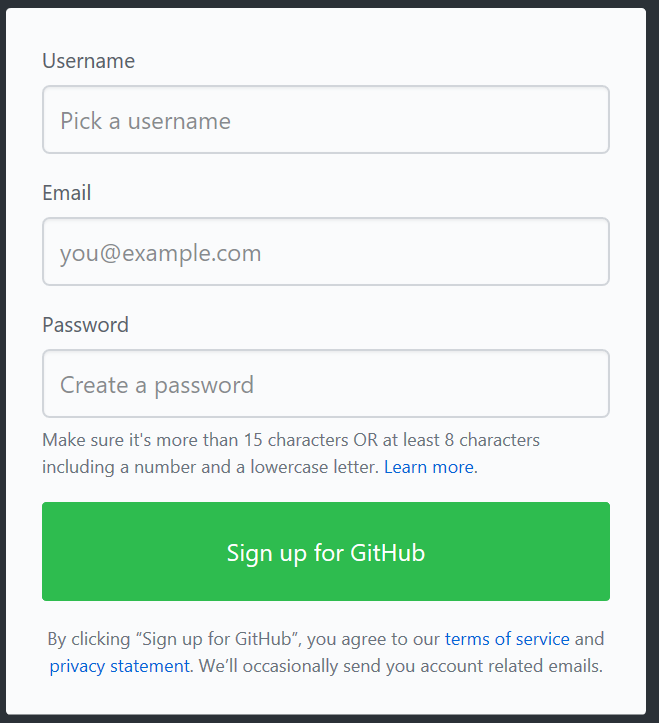 Username
Pick a username
Email
you@example.com
Password
Create a password
Make sure it's more than 15 characters OR at least 8 characters
including a number and a lowercase letter. Learn more.
Sign up for GitHub
By clicking “Sign up for GitHub”, you agree to our terms of service and
privacy statement. We’ll occasionally send you account related emails.